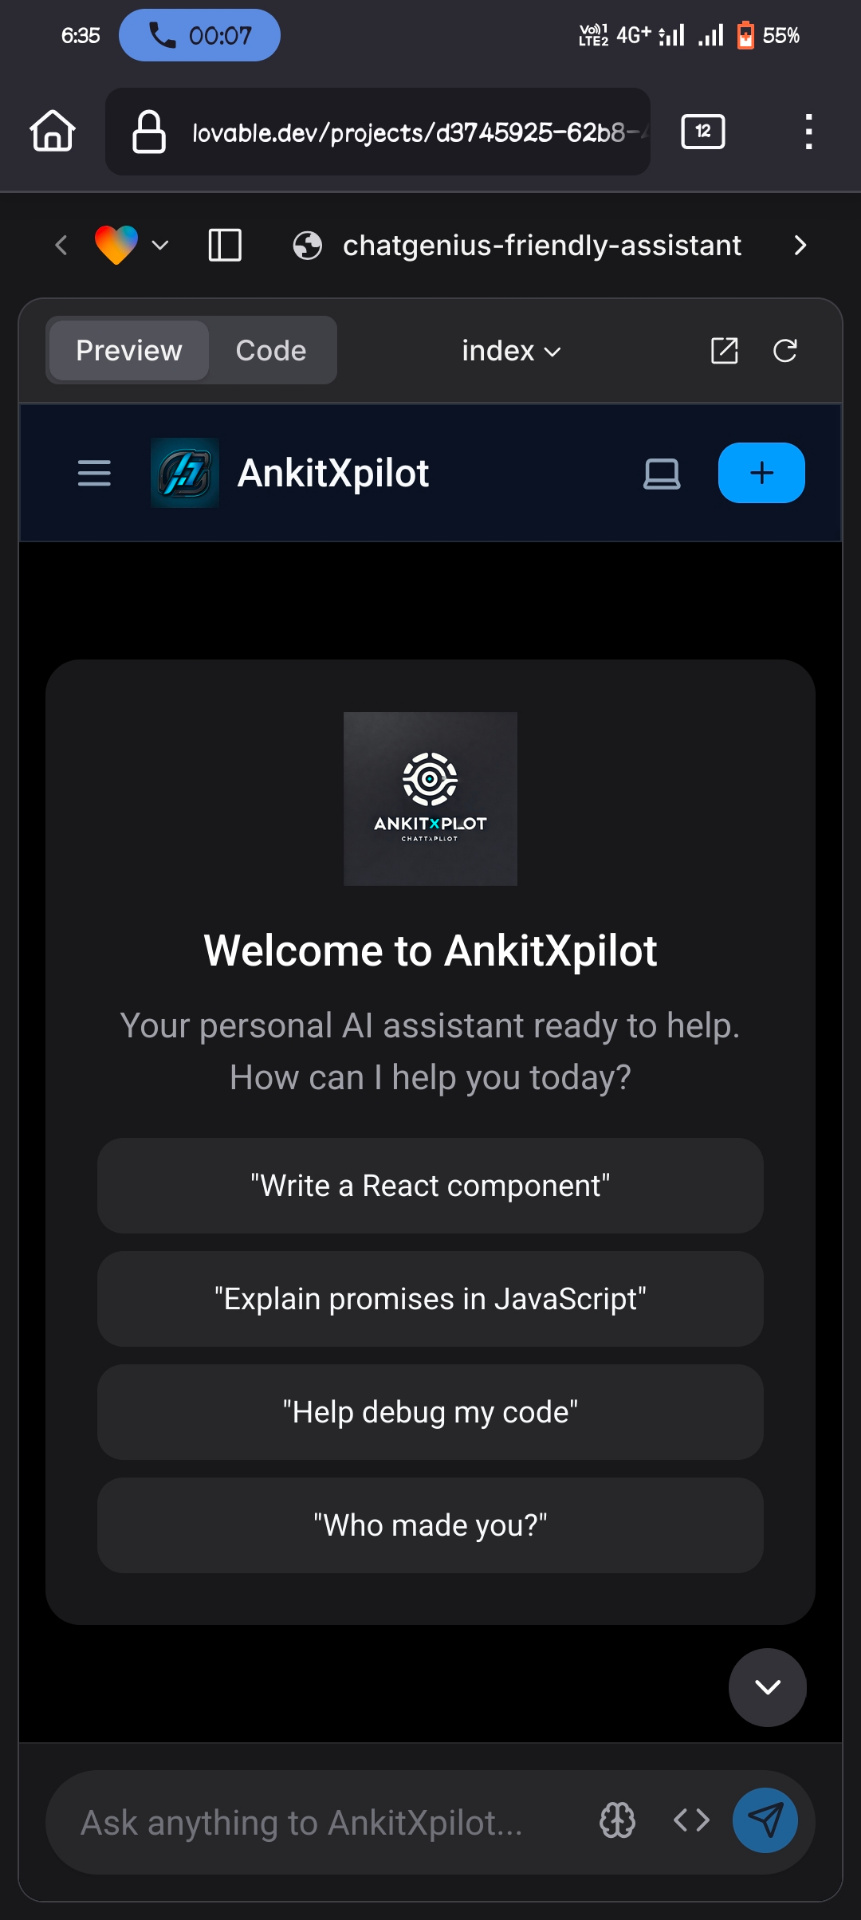 6:35
00:07
Vo))1
LTE2
4G+
55%
lovable.dev/projects/d3745925-62b8-
12
chatgenius-friendly-assistant
Preview
Code
index
AnkitXpilot
ANKITXPLOT
Welcome to AnkitXpilot
Your personal AI assistant ready to help.
How can I help you today?
"Write a React component"
"Explain promises in JavaScript"
"Help debug my code"
"Who made you?"
Ask anything to AnkitXpilot...